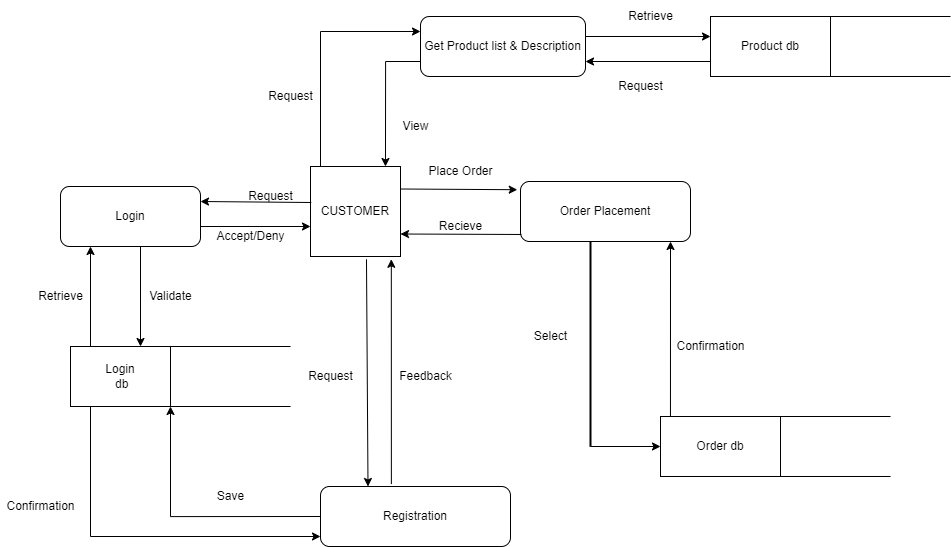 Retrieve
Get Product list & Description
Product db
Request
Request
View
Place Order
Request
CUSTOMER
Order Placement
Login
Recieve
Accept/Deny
Retrieve
Validate
Select
Confirmation
Login
db
Request
Feedback
Order db
Save
Confirmation
Registration